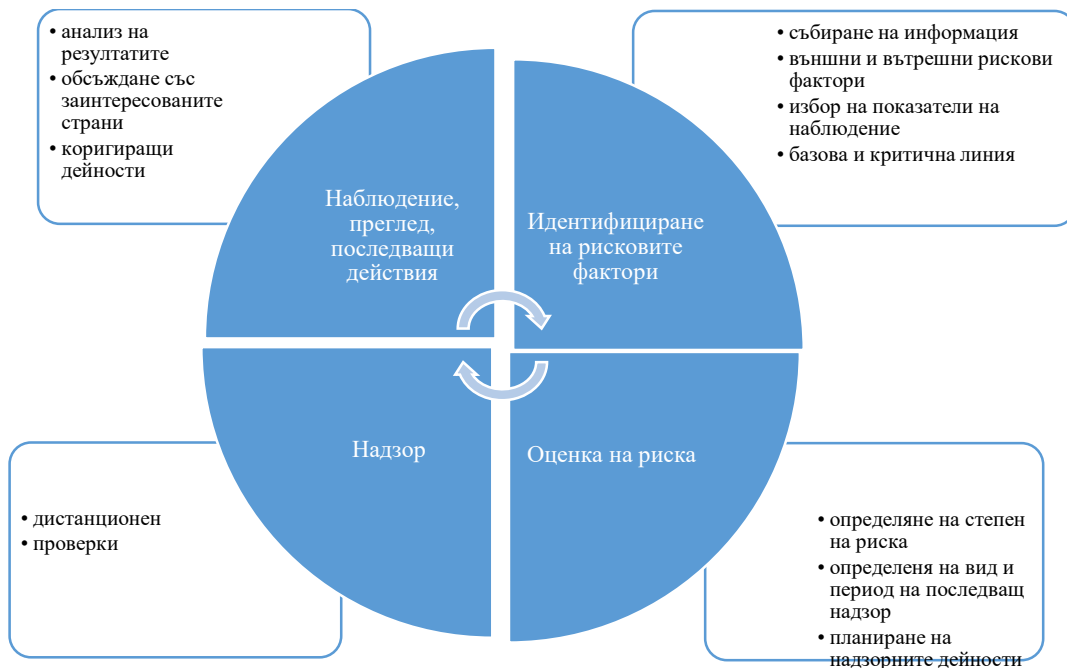 • анализ на
резултатите
• обсъждане със
заинтересованите
страни
• коригиращи
дейности
• събиране на информация
• външни и вътрешни рискови
фактори
• избор на показатели на
наблюдение
• базова и критична линия
Наблюдение,
преглед,
последващи
действия
Идентифициране
на рисковите
фактори
Надзор
Оценка на риска
• дистанционен
• проверки
• определяне на степен
на риска
• определеня на вид и
период на последващ
надзор
• планиране на
надзорните дейности